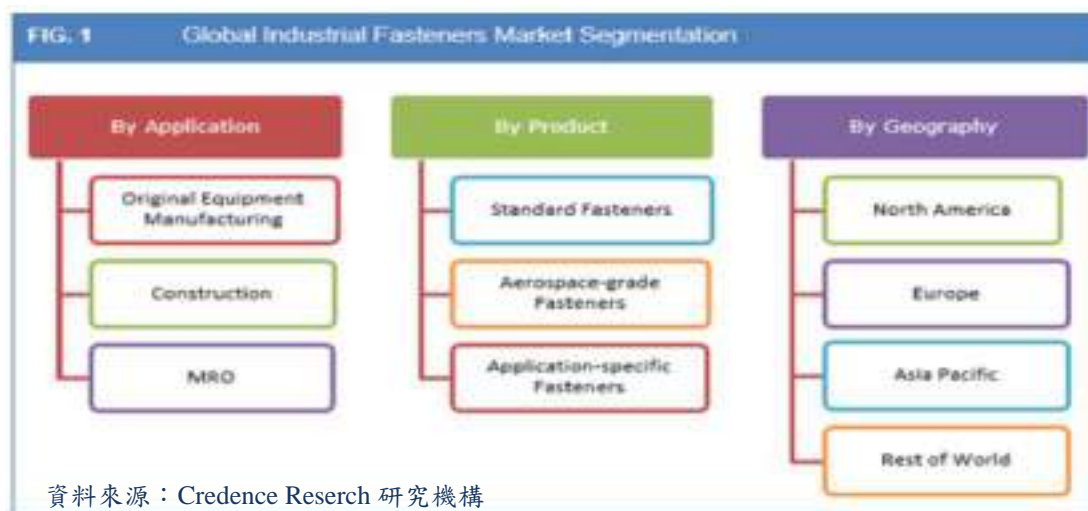 FIG. 1 Global Industrial Fasteners Market Segmentation
By Application
Original Equipment
Manufacturing
Construction
MRO
By Product
Standard Fasteners
Aerospace-grade
Fasteners
Application-specific
Fasteners
By Geography
North America
Europe
Asia Pacific
Rest of World
資料來源：Credence Reserch 研究機構